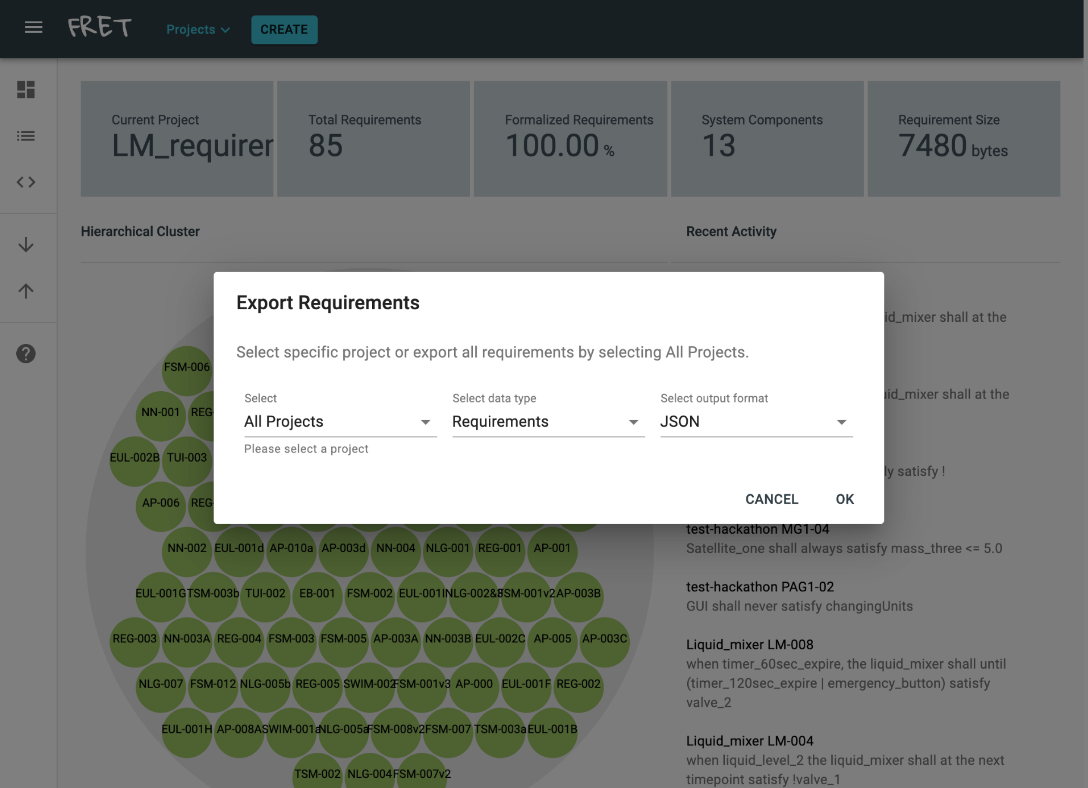 FRET
Projects
CREATE
Current Project
LM_requirer
Total Requirements
85
Formalized Requirements
100.00 %
System Components
13
Requirement Size
7480 bytes
Hierarchical Cluster
Recent Activity
id_mixer shall at the
uid_mixer shall at the
ly satisfy !
Export Requirements
Select specific project or export all requirements by selecting All Projects.
Select
All Projects
Please select a project
Select data type
Requirements
Select output format
JSON
CANCEL
OK
FSM-006
NN-001 REG-
EUL-002B TUI-003
AP-006 REG
NN-002 EUL-001d AP-010a AP-003d NN-004 NLG-001 REG-001 AP-001
EUL-001G TSM-003b TUI-002 EB-001 FSM-002 EUL-001I NLG-002&3 FSM-001v2 AP-003B
REG-003 NN-003A REG-004 FSM-003 FSM-005 AP-003A NN-003B EUL-002C AP-005 AP-003C
NLG-007 FSM-012 NLG-005b REG-005 SWIM-002 FSM-001v3 AP-000 EUL-001F REG-002
EUL-001H AP-008A SWIM-001a NLG-005a FSM-008v2 FSM-007 TSM-003a EUL-001B
TSM-002 NLG-004 FSM-007v2
test-hackathon MG1-04
Satellite_one shall always satisfy mass_three <= 5.0
test-hackathon PAG1-02
GUI shall never satisfy changingUnits
Liquid_mixer LM-008
when timer_60sec_expire, the liquid_mixer shall until
(timer_120sec_expire | emergency_button) satisfy
valve_2
Liquid_mixer LM-004
when liquid_level_2 the liquid_mixer shall at the next
timepoint satisfy !valve_1